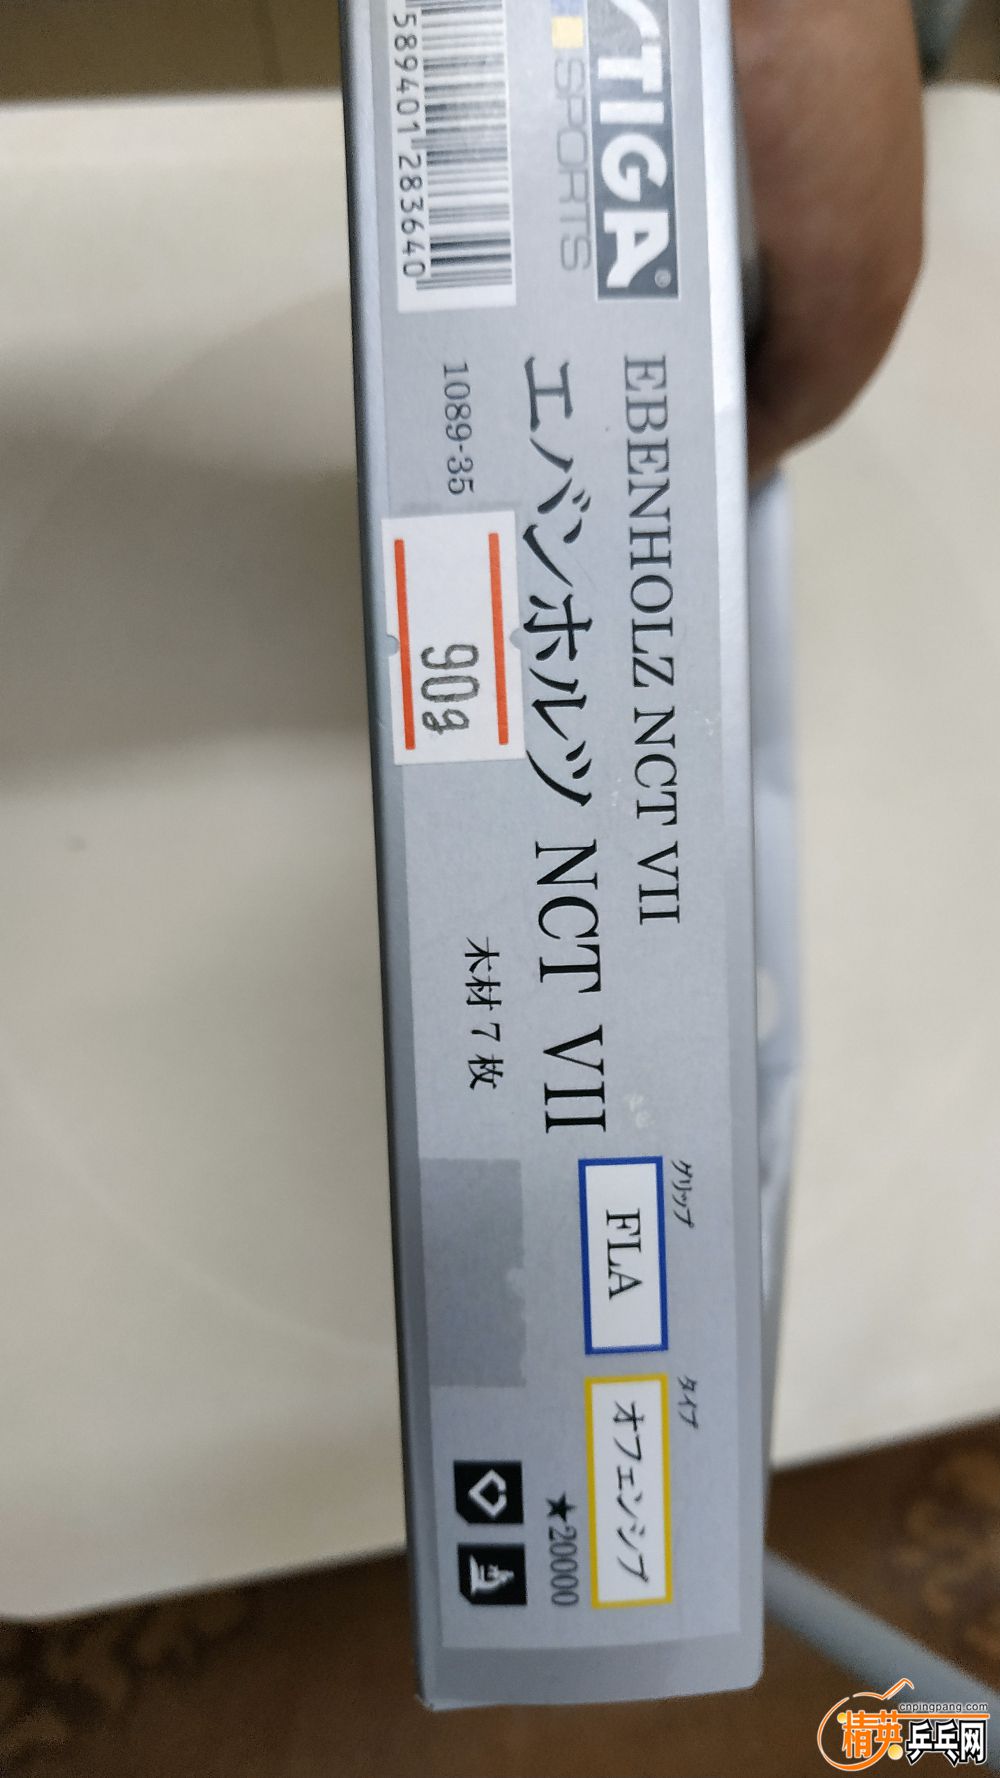 STIGA®
SPORTS
589401 283640
EBENHOLZ NCT VII
エバンホルツ NCT VII
1089-35
90g
木材7枚
グリップ
FLA
タイプ
オフェンシブ
★20000
cnpingpang.com
精英乒乓网